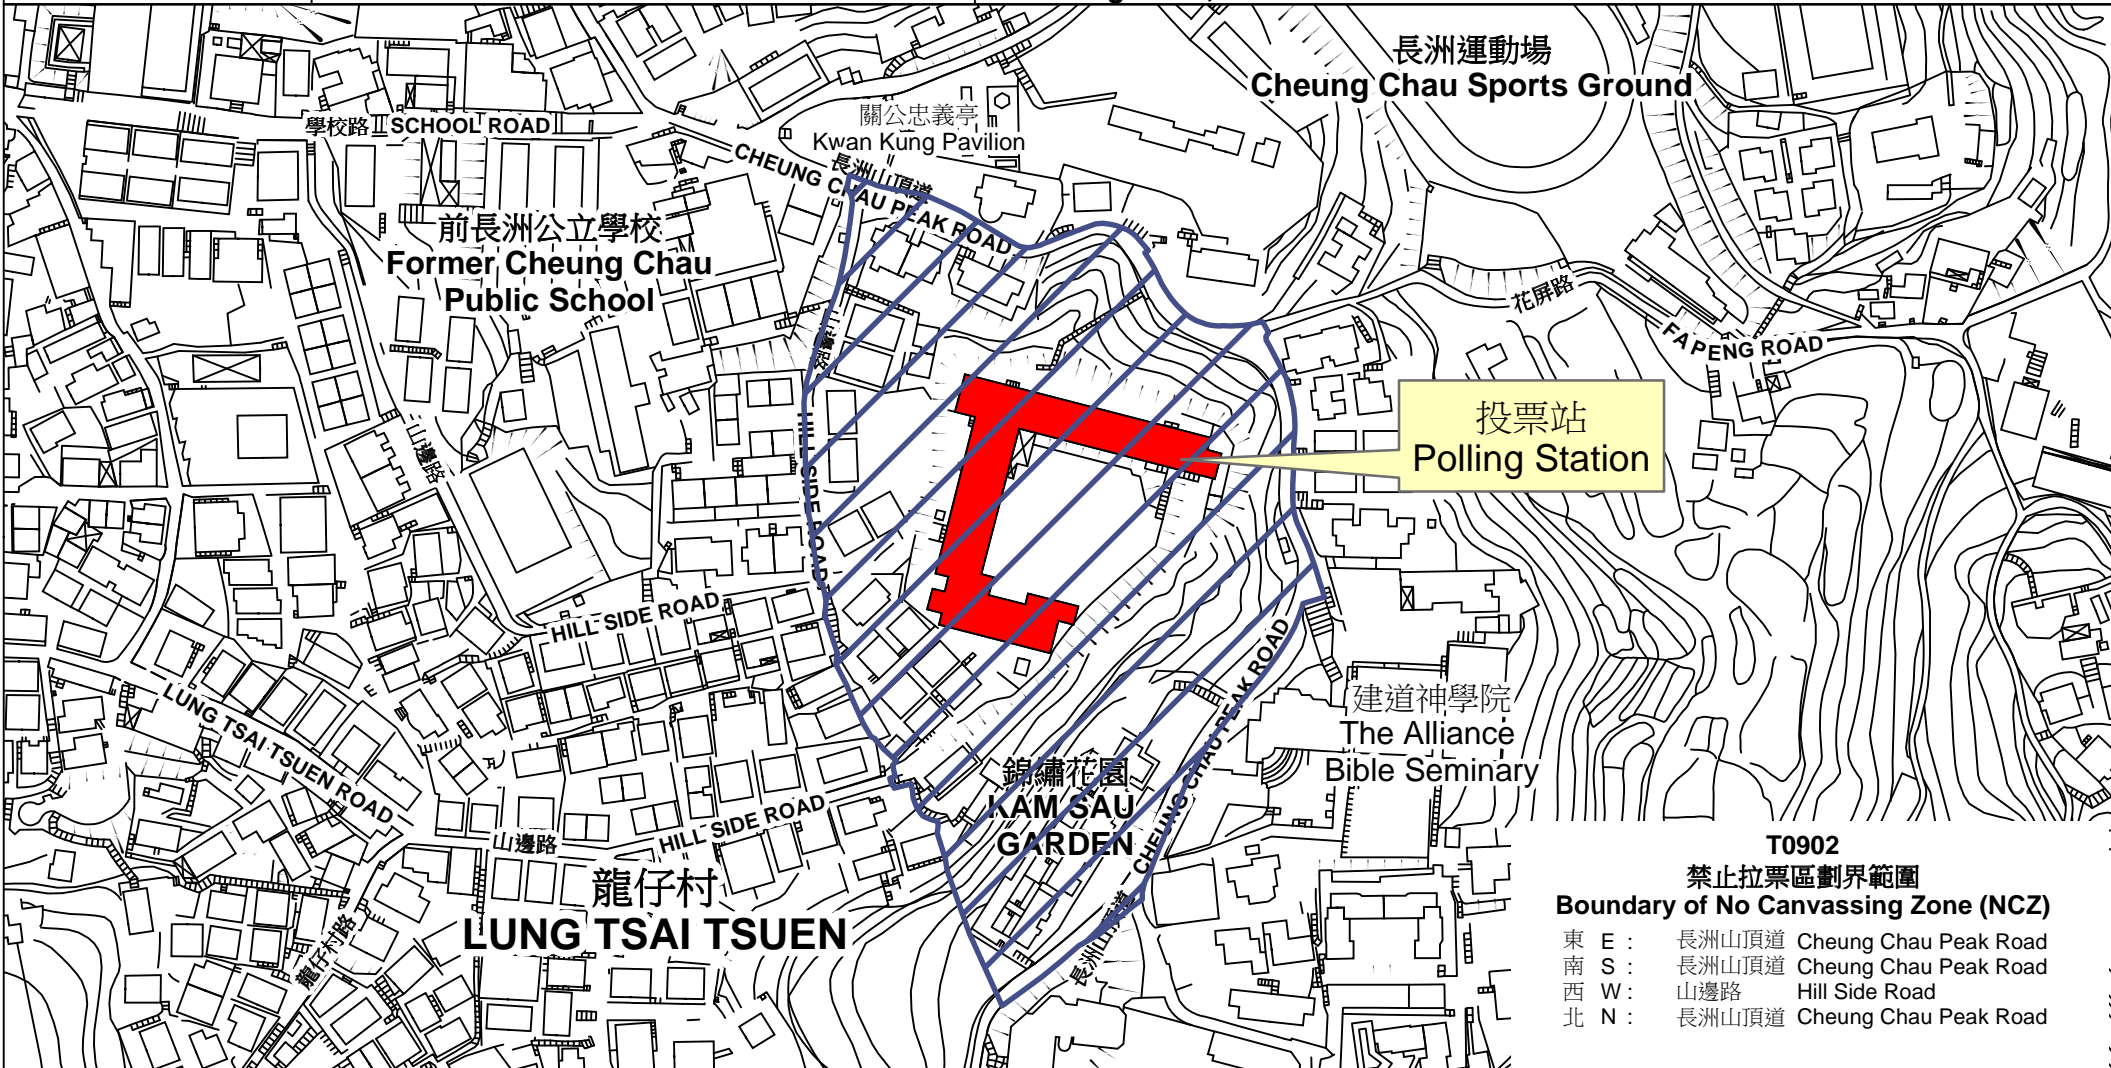 長洲運動場
Cheung Chau Sports Ground
關公忠義亭
Kwan Kung Pavilion
學校路 SCHOOL ROAD
長洲山頂道
CHEUNG CHAU PEAK ROAD
前長洲公立學校
Former Cheung Chau
Public School
花屏路
FA PENG ROAD
山邊路
HILL SIDE ROAD
山邊路
投票站
Polling Station
HILL SIDE ROAD
LUNG TSAI TSUEN ROAD
建道神學院
The Alliance
Bible Seminary
錦繡花園
KAM SAU
GARDEN
長洲山頂道 - CHEUNG CHAU PEAK ROAD
山邊路
HILL SIDE ROAD
龍仔村
LUNG TSAI TSUEN
龍仔村路
T0902
禁止拉票區劃界範圍
Boundary of No Canvassing Zone (NCZ)
東 E : 長洲山頂道 Cheung Chau Peak Road
南 S : 長洲山頂道 Cheung Chau Peak Road
西 W : 山邊路 Hill Side Road
北 N : 長洲山頂道 Cheung Chau Peak Road